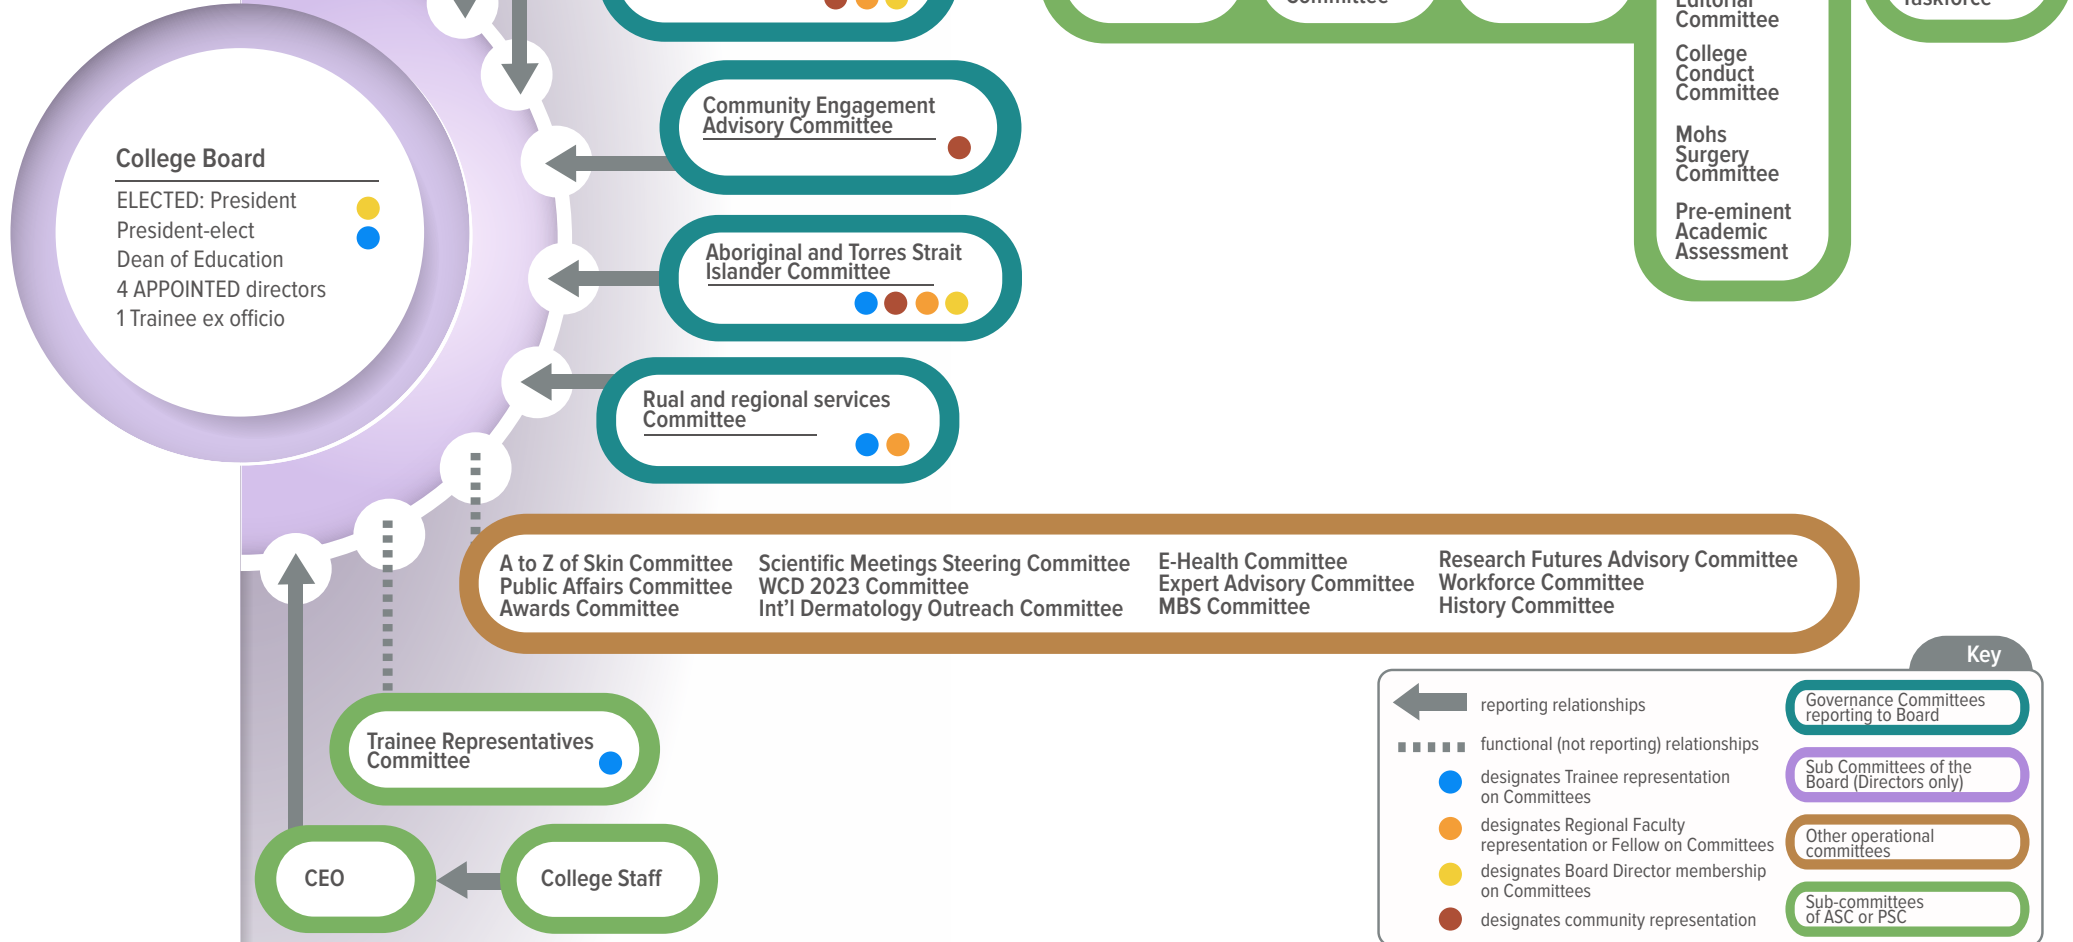 Committee
Editorial
Committee
Taskforce
College
Conduct
Committee
Mohs
Surgery
Committee
Pre-eminent
Academic
Assessment
Community Engagement
Advisory Committee
College Board
ELECTED: President
President-elect
Dean of Education
4 APPOINTED directors
1 Trainee ex officio
Aboriginal and Torres Strait
Islander Committee
Rual and regional services
Committee
A to Z of Skin Committee
Public Affairs Committee
Awards Committee
Scientific Meetings Steering Committee
WCD 2023 Committee
Int'l Dermatology Outreach Committee
E-Health Committee
Expert Advisory Committee
MBS Committee
Research Futures Advisory Committee
Workforce Committee
History Committee
Trainee Representatives
Committee
CEO
College Staff
Key
reporting relationships
functional (not reporting) relationships
designates Trainee representation
on Committees
designates Regional Faculty
representation or Fellow on Committees
designates Board Director membership
on Committees
designates community representation
Governance Committees
reporting to Board
Sub Committees of the
Board (Directors only)
Other operational
committees
Sub-committees
of ASC or PSC